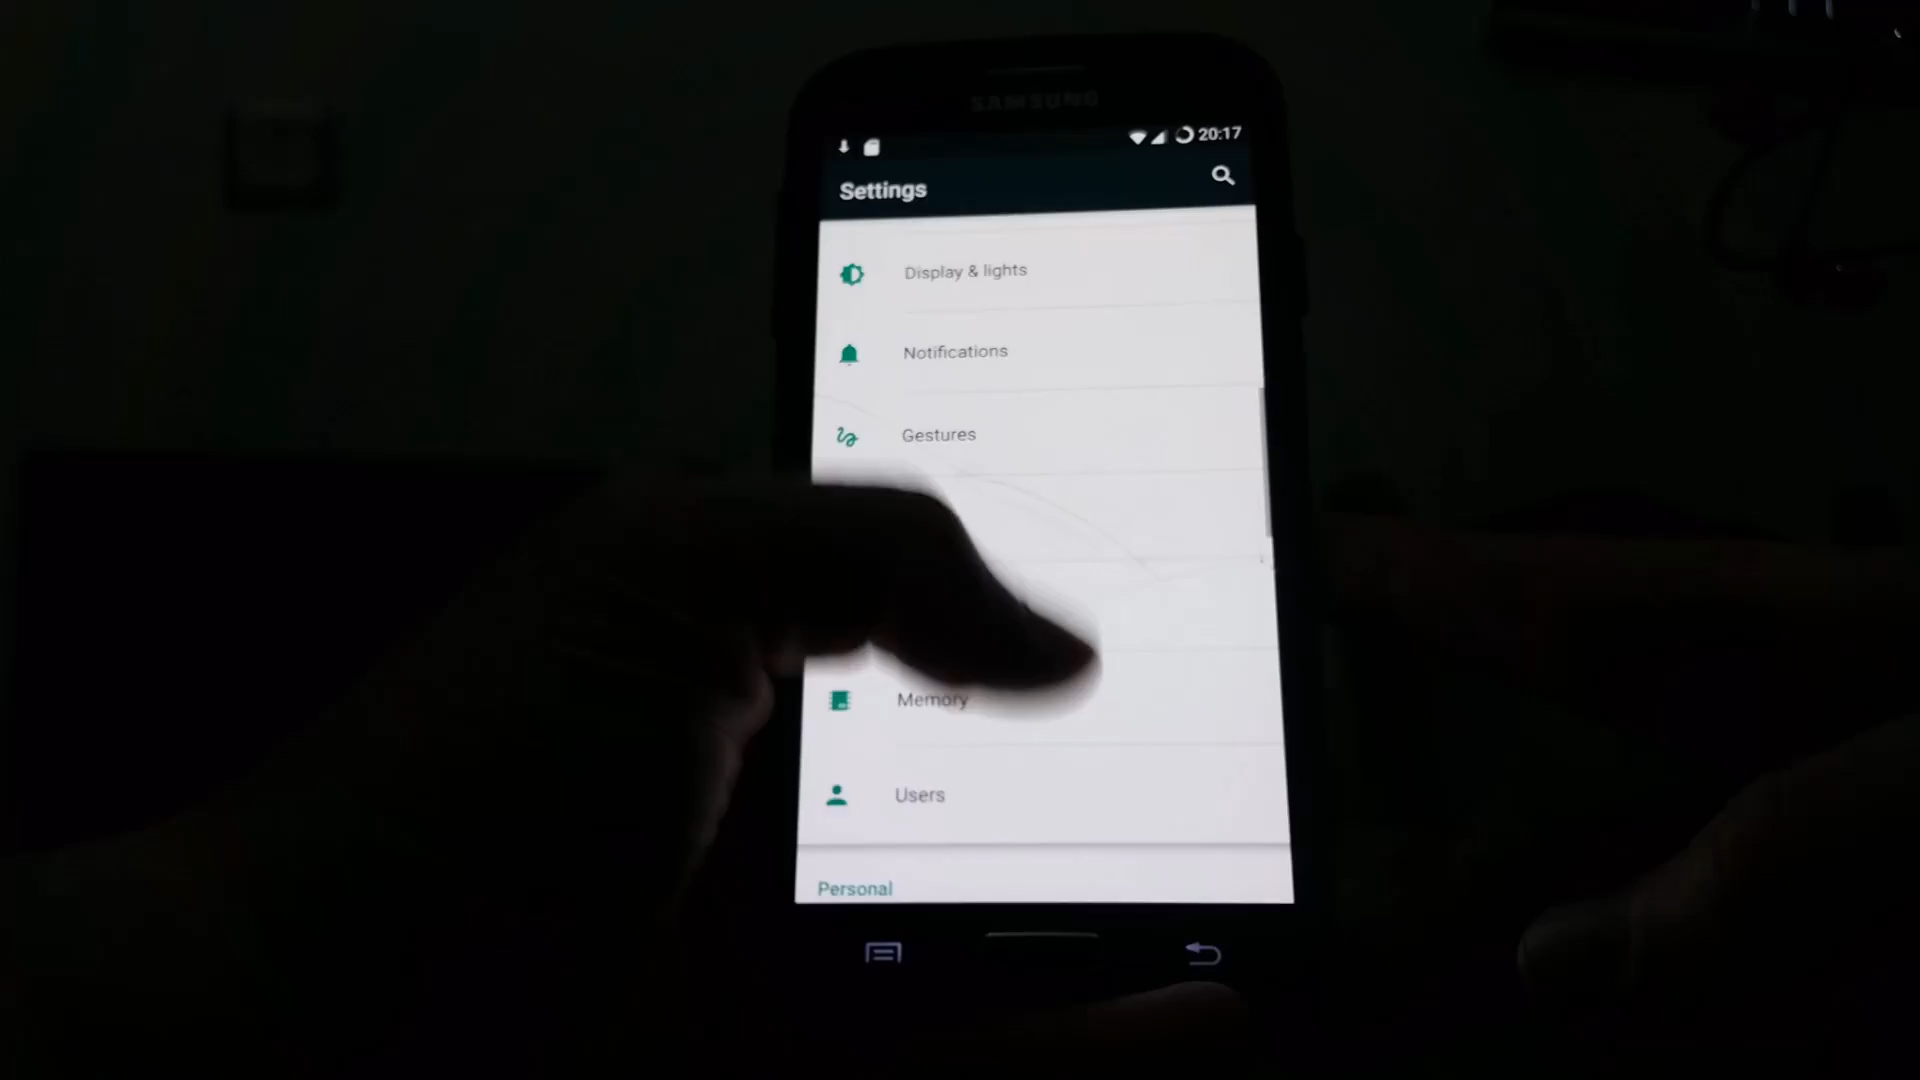 SAMSUNG
20:17
Settings
Display & lights
Notifications
Gestures
Memory
Users
Personal